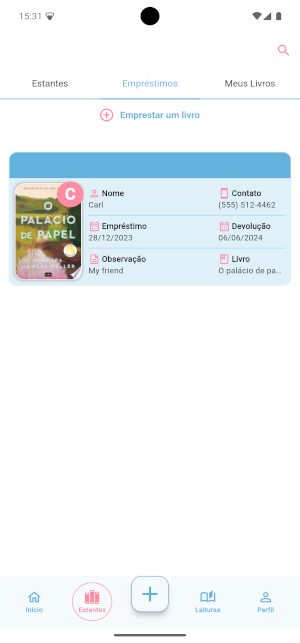 15:31
Estantes
Empréstimos
Meus Livros
Emprestar um livro
O
PALÁCIO
DE PAPEL
C
Nome
Carl
Contato
(555) 512-4462
Empréstimo
28/12/2023
Devolução
06/06/2024
Observação
My friend
Livro
O palácio de pa...
Início
Estantes
Leituras
Perfil